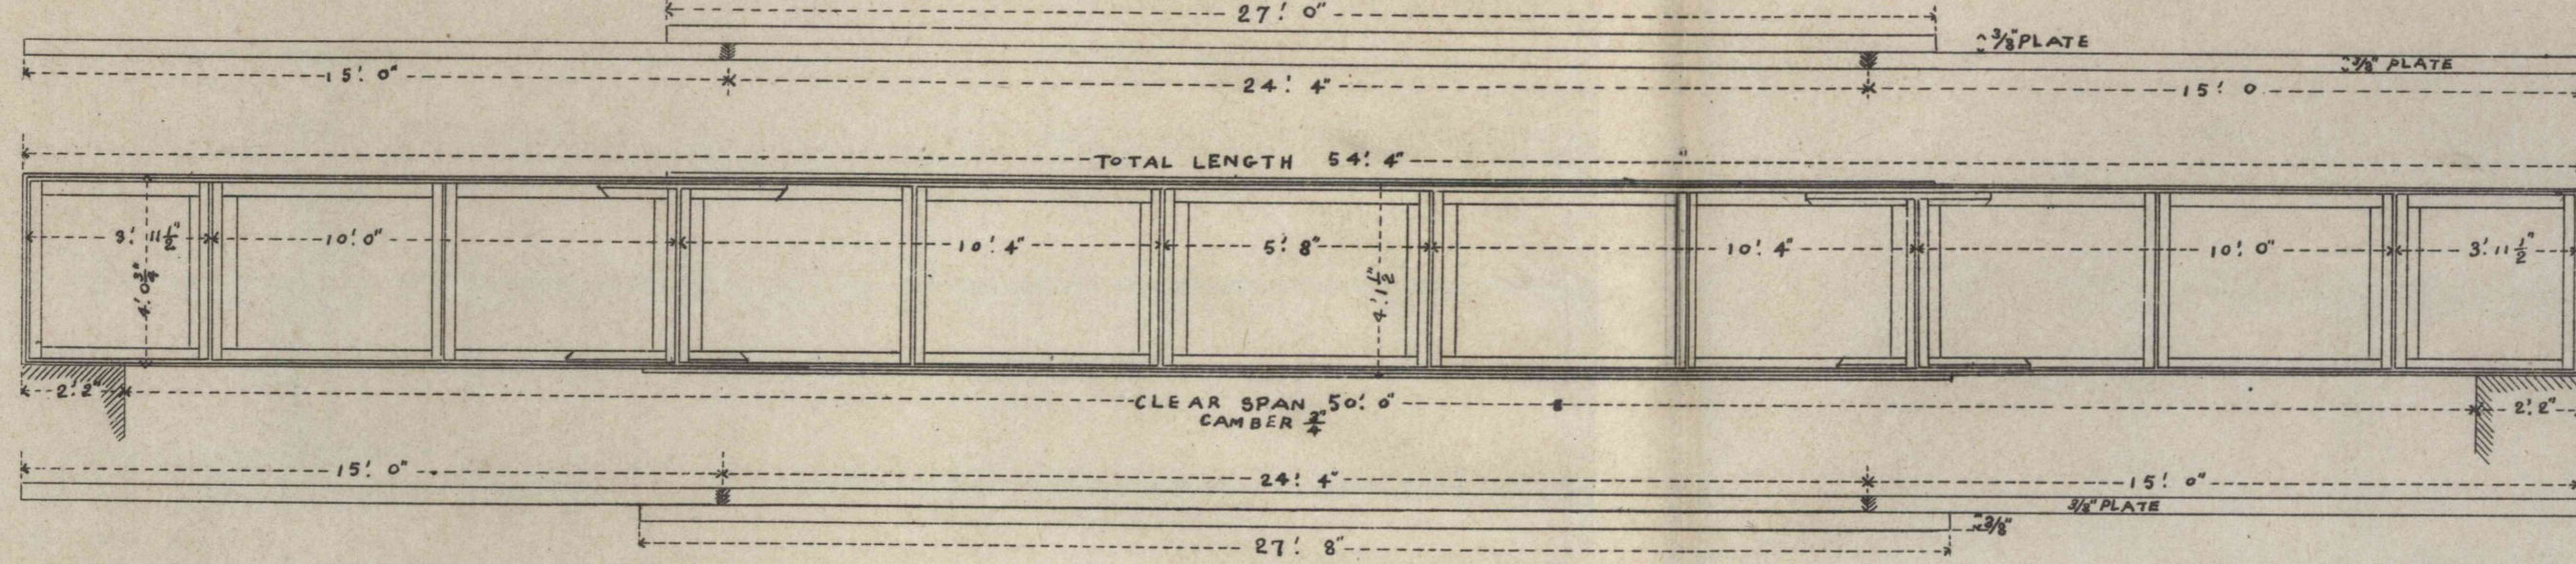 27' 0"
3/8" PLATE
3/8" PLATE
15' 0"
24' 4"
15' 0
TOTAL LENGTH 54' 4"
3' 11 1/2"
10' 0"
10' 4"
5' 8"
10' 4"
10' 0"
3' 11 1/2"
4' 0 3/4"
4' 1 1/2"
2' 2"
CLEAR SPAN 50' 0"
2' 2"
CAMBER 3/4"
15' 0"
24' 4"
15' 0"
3/8" PLATE
3/8"
27' 8"